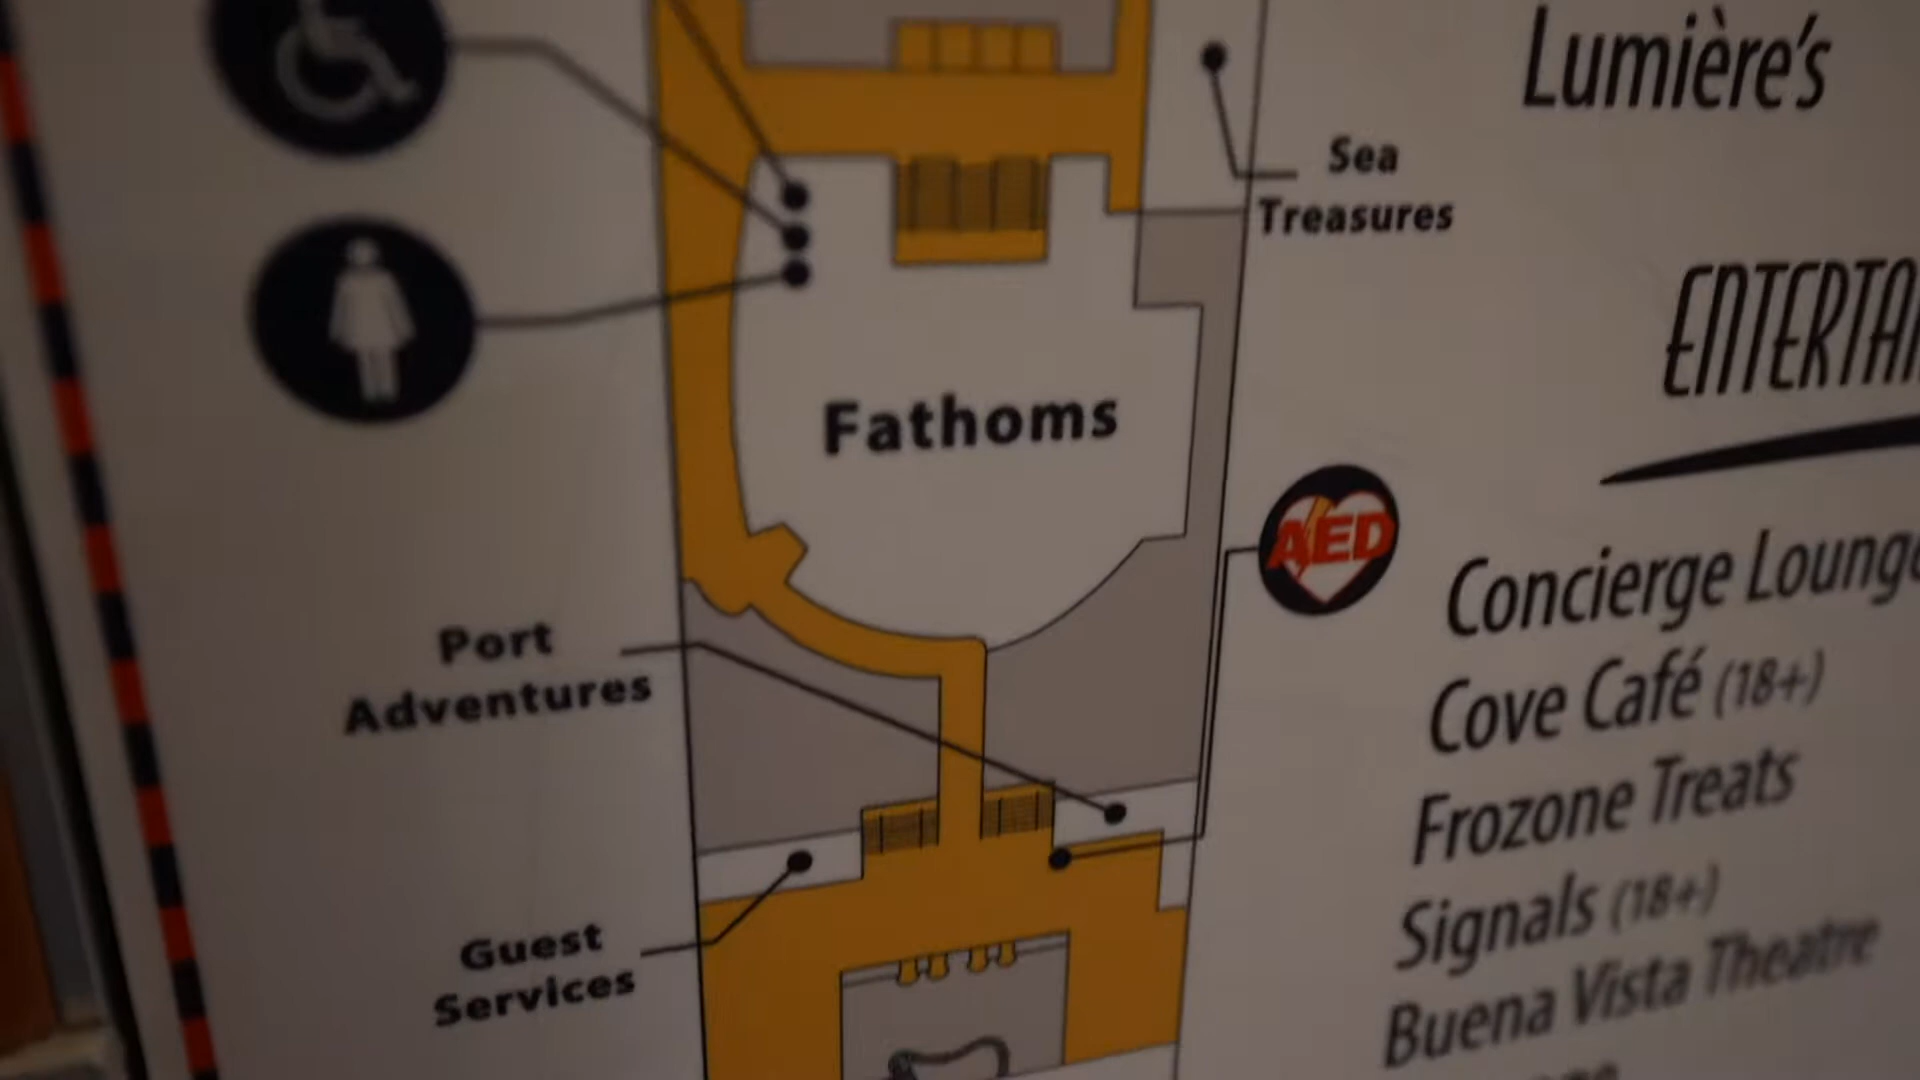 Lumière's
Sea
Treasures
Fathoms
AED
Port
Adventures
Guest
Services
Concierge
Cove Café (18+)
Frozone Treats
Signals (18+)
Buena Vista Theatre